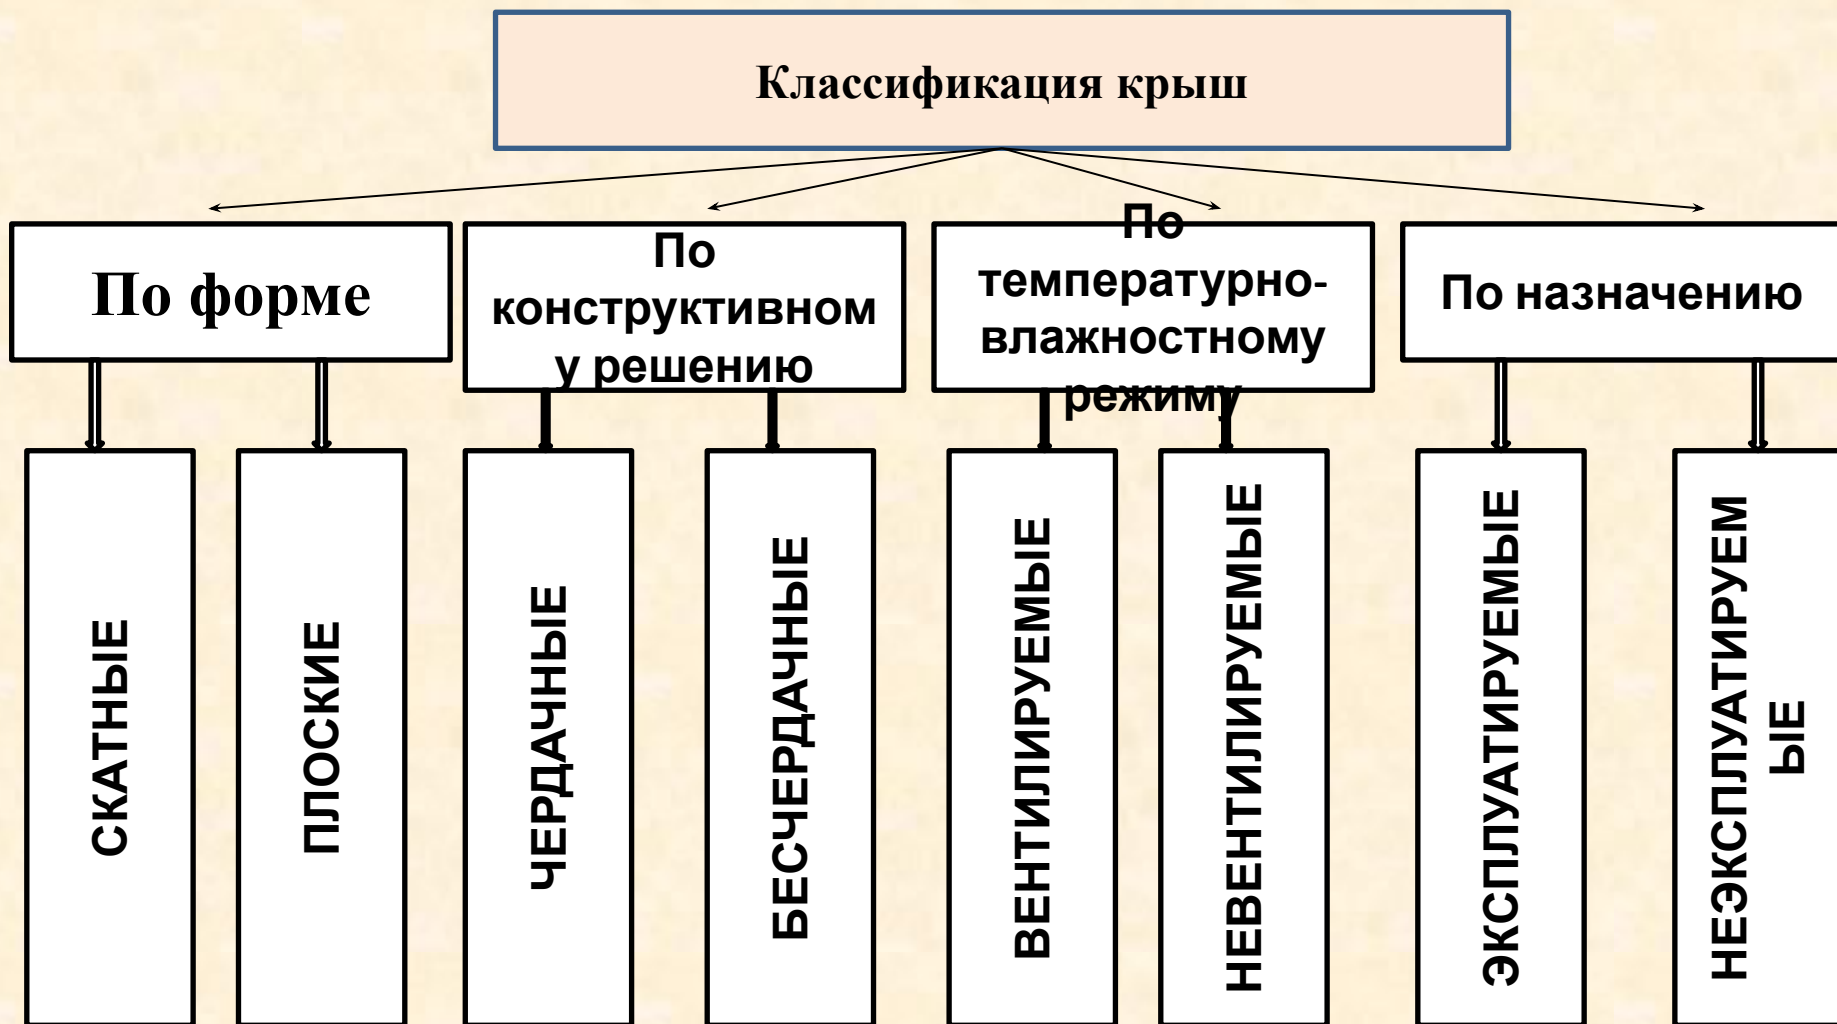 Классификация крыш
По форме
По
конструктивном
у решению
По
температурно-
влажностному
режиму
По назначению
СКАТНЫЕ
ПЛОСКИЕ
ЧЕРДАЧНЫЕ
БЕСЧЕРДАЧНЫЕ
ВЕНТИЛИРУЕМЫЕ
НЕВЕНТИЛИРУЕМЫЕ
ЭКСПЛУАТИРУЕМЫЕ
НЕЭКСПЛУАТИРУЕМ
ЫЕ